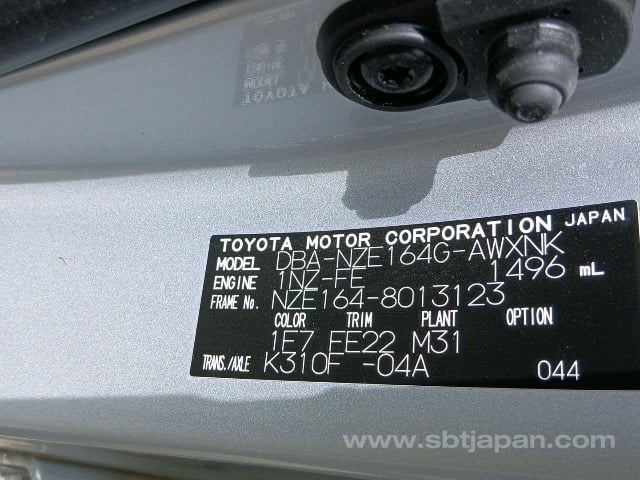 TOYOTA MOTOR CORPORATION JAPAN
MODEL DBA-NZE164G-AWXNK
ENGINE 1NZ-FE 1496 mL
FRAME No. NZE164-8013123
COLOR TRIM PLANT OPTION
1E7 FE22 M31
TRANS./AXLE K310F -04A 044
www.sbtjapan.com